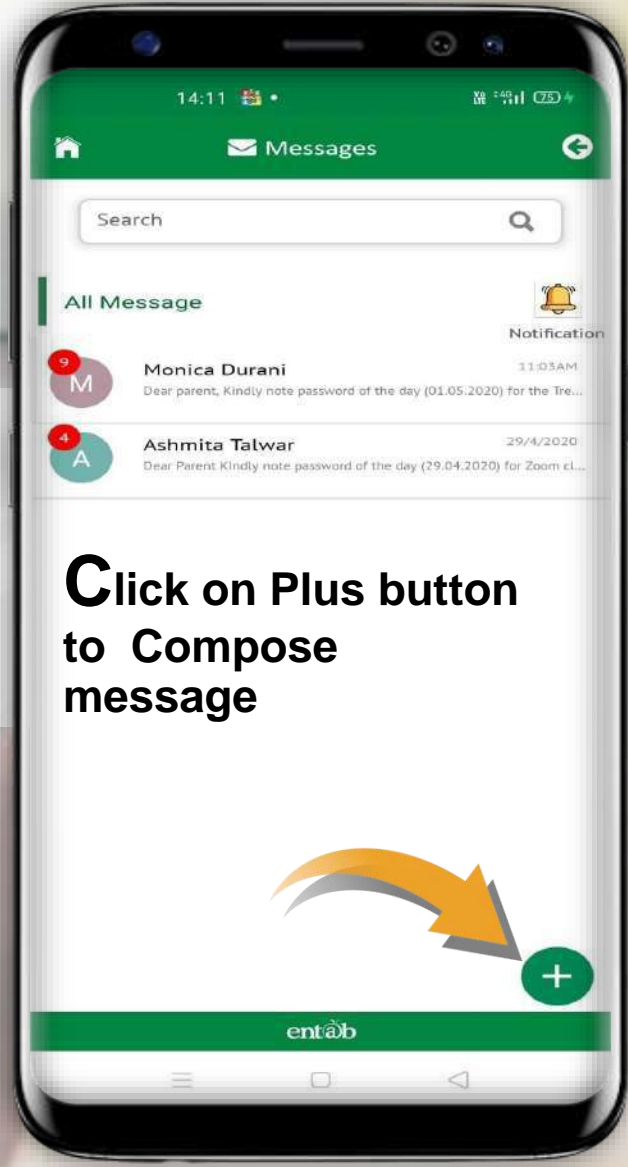 14:11
75
Messages
Search
All Message
Notification
9
M
Monica Durani
11:03AM
Dear parent, Kindly note password of the day (01.05.2020) for the Tre...
4
A
Ashmita Talwar
29/4/2020
Dear Parent Kindly note password of the day (29.04.2020) for Zoom cl...
Click on Plus button
to Compose
message
+
entab